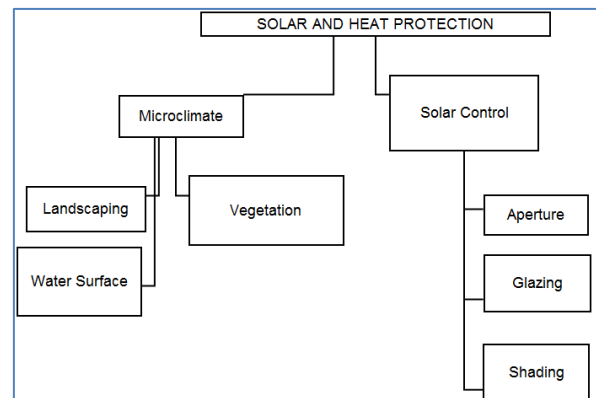 SOLAR AND HEAT PROTECTION
Microclimate
Solar Control
Landscaping
Vegetation
Water Surface
Aperture
Glazing
Shading